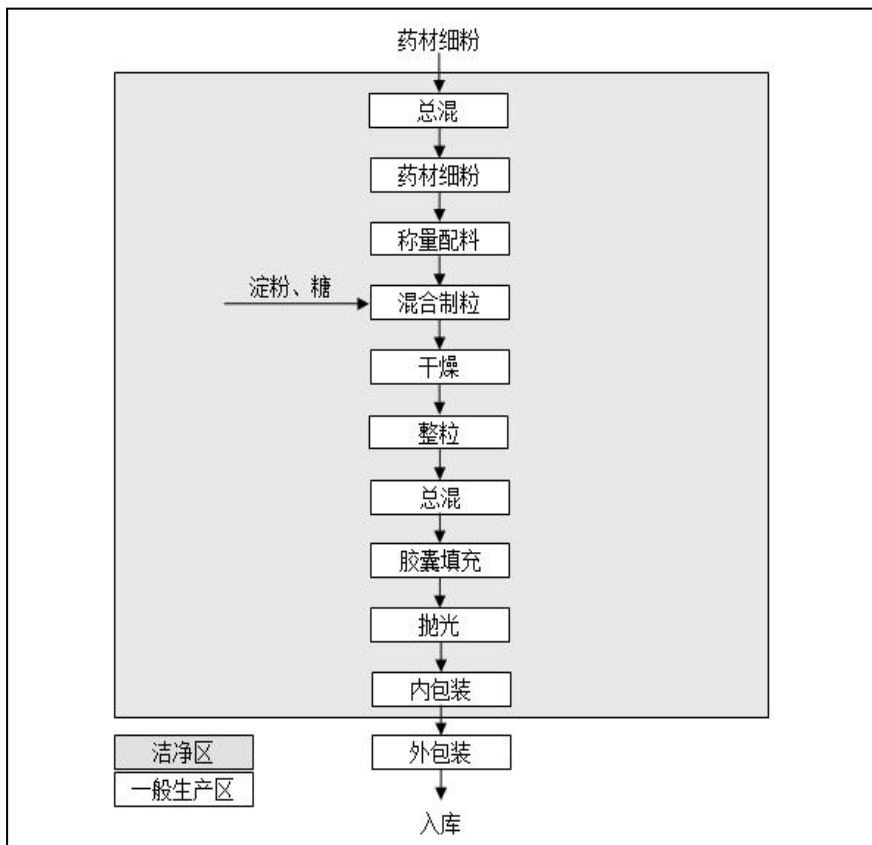 药材细粉
总混
药材细粉
称量配料
淀粉、糖
混合制粒
干燥
整粒
总混
胶囊填充
抛光
内包装
洁净区
外包装
一般生产区
入库